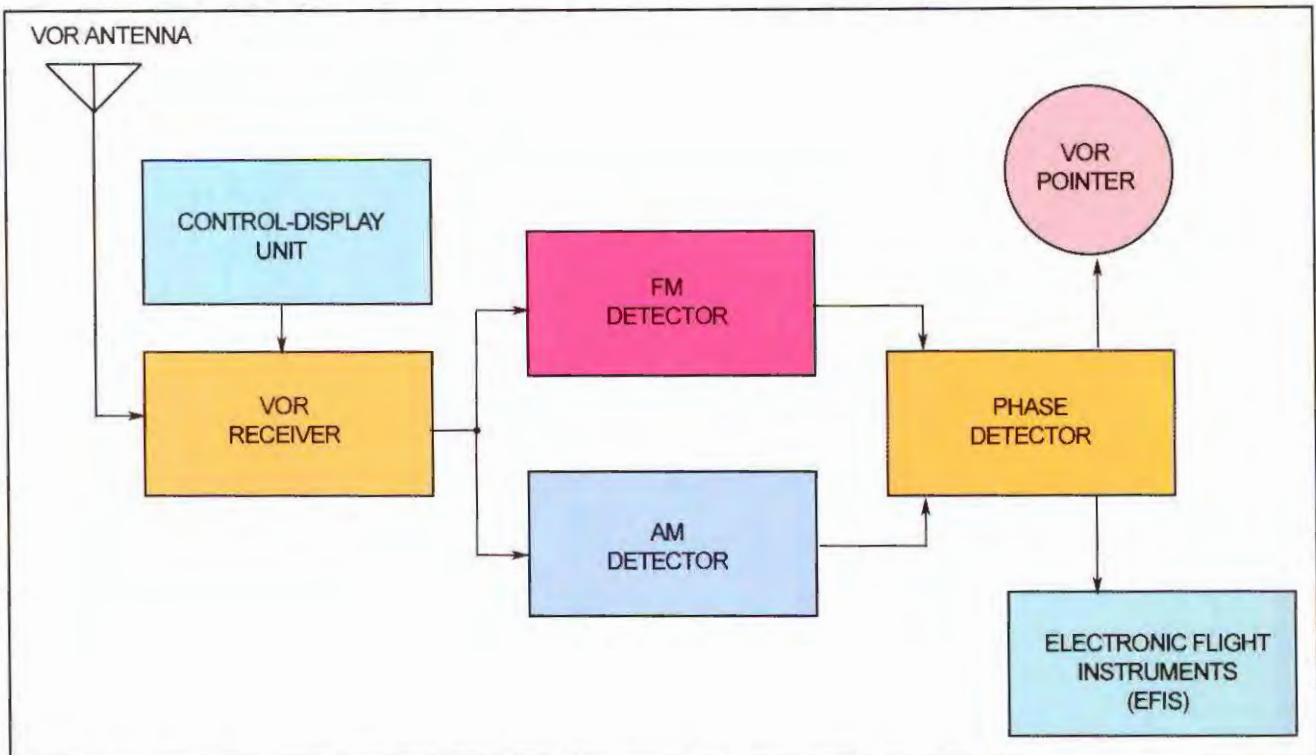 VOR ANTENNA
CONTROL-DISPLAY
UNIT
VOR
RECEIVER
FM
DETECTOR
AM
DETECTOR
PHASE
DETECTOR
VOR
POINTER
ELECTRONIC FLIGHT
INSTRUMENTS
(EFIS)